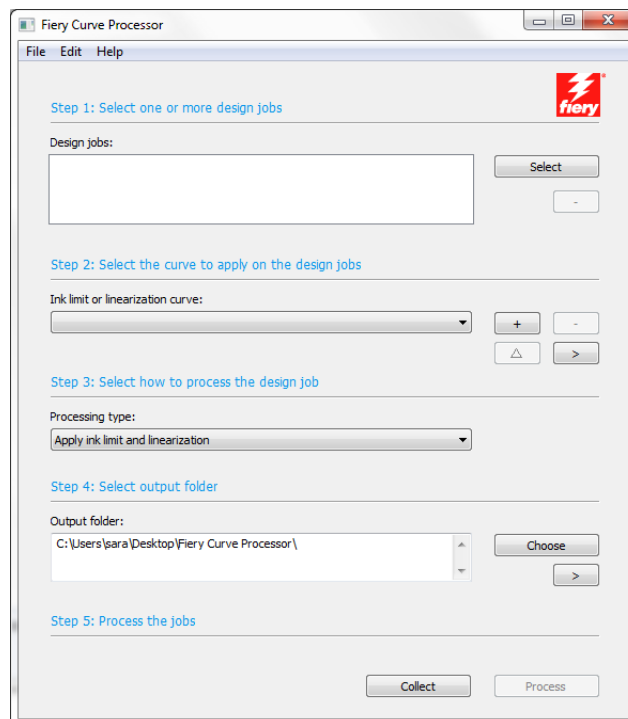 Fiery Curve Processor
File Edit Help
fiery
Step 1: Select one or more design jobs
Design jobs:
Select
-
Step 2: Select the curve to apply on the design jobs
Ink limit or linearization curve:
+ -
△ >
Step 3: Select how to process the design job
Processing type:
Apply ink limit and linearization
Step 4: Select output folder
Output folder:
C:\Users\sara\Desktop\Fiery Curve Processor\
Choose
>
Step 5: Process the jobs
Collect Process